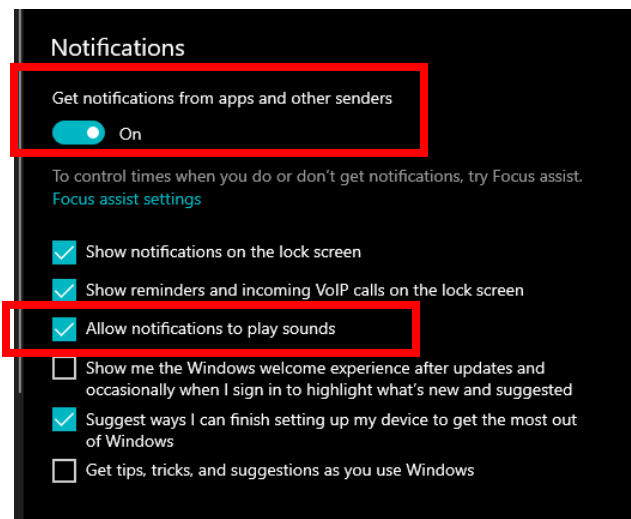 Notifications
Get notifications from apps and other senders
On
To control times when you do or don't get notifications, try Focus assist.
Focus assist settings
Show notifications on the lock screen
Show reminders and incoming VoIP calls on the lock screen
Allow notifications to play sounds
Show me the Windows welcome experience after updates and
occasionally when I sign in to highlight what's new and suggested
Suggest ways I can finish setting up my device to get the most out
of Windows
Get tips, tricks, and suggestions as you use Windows